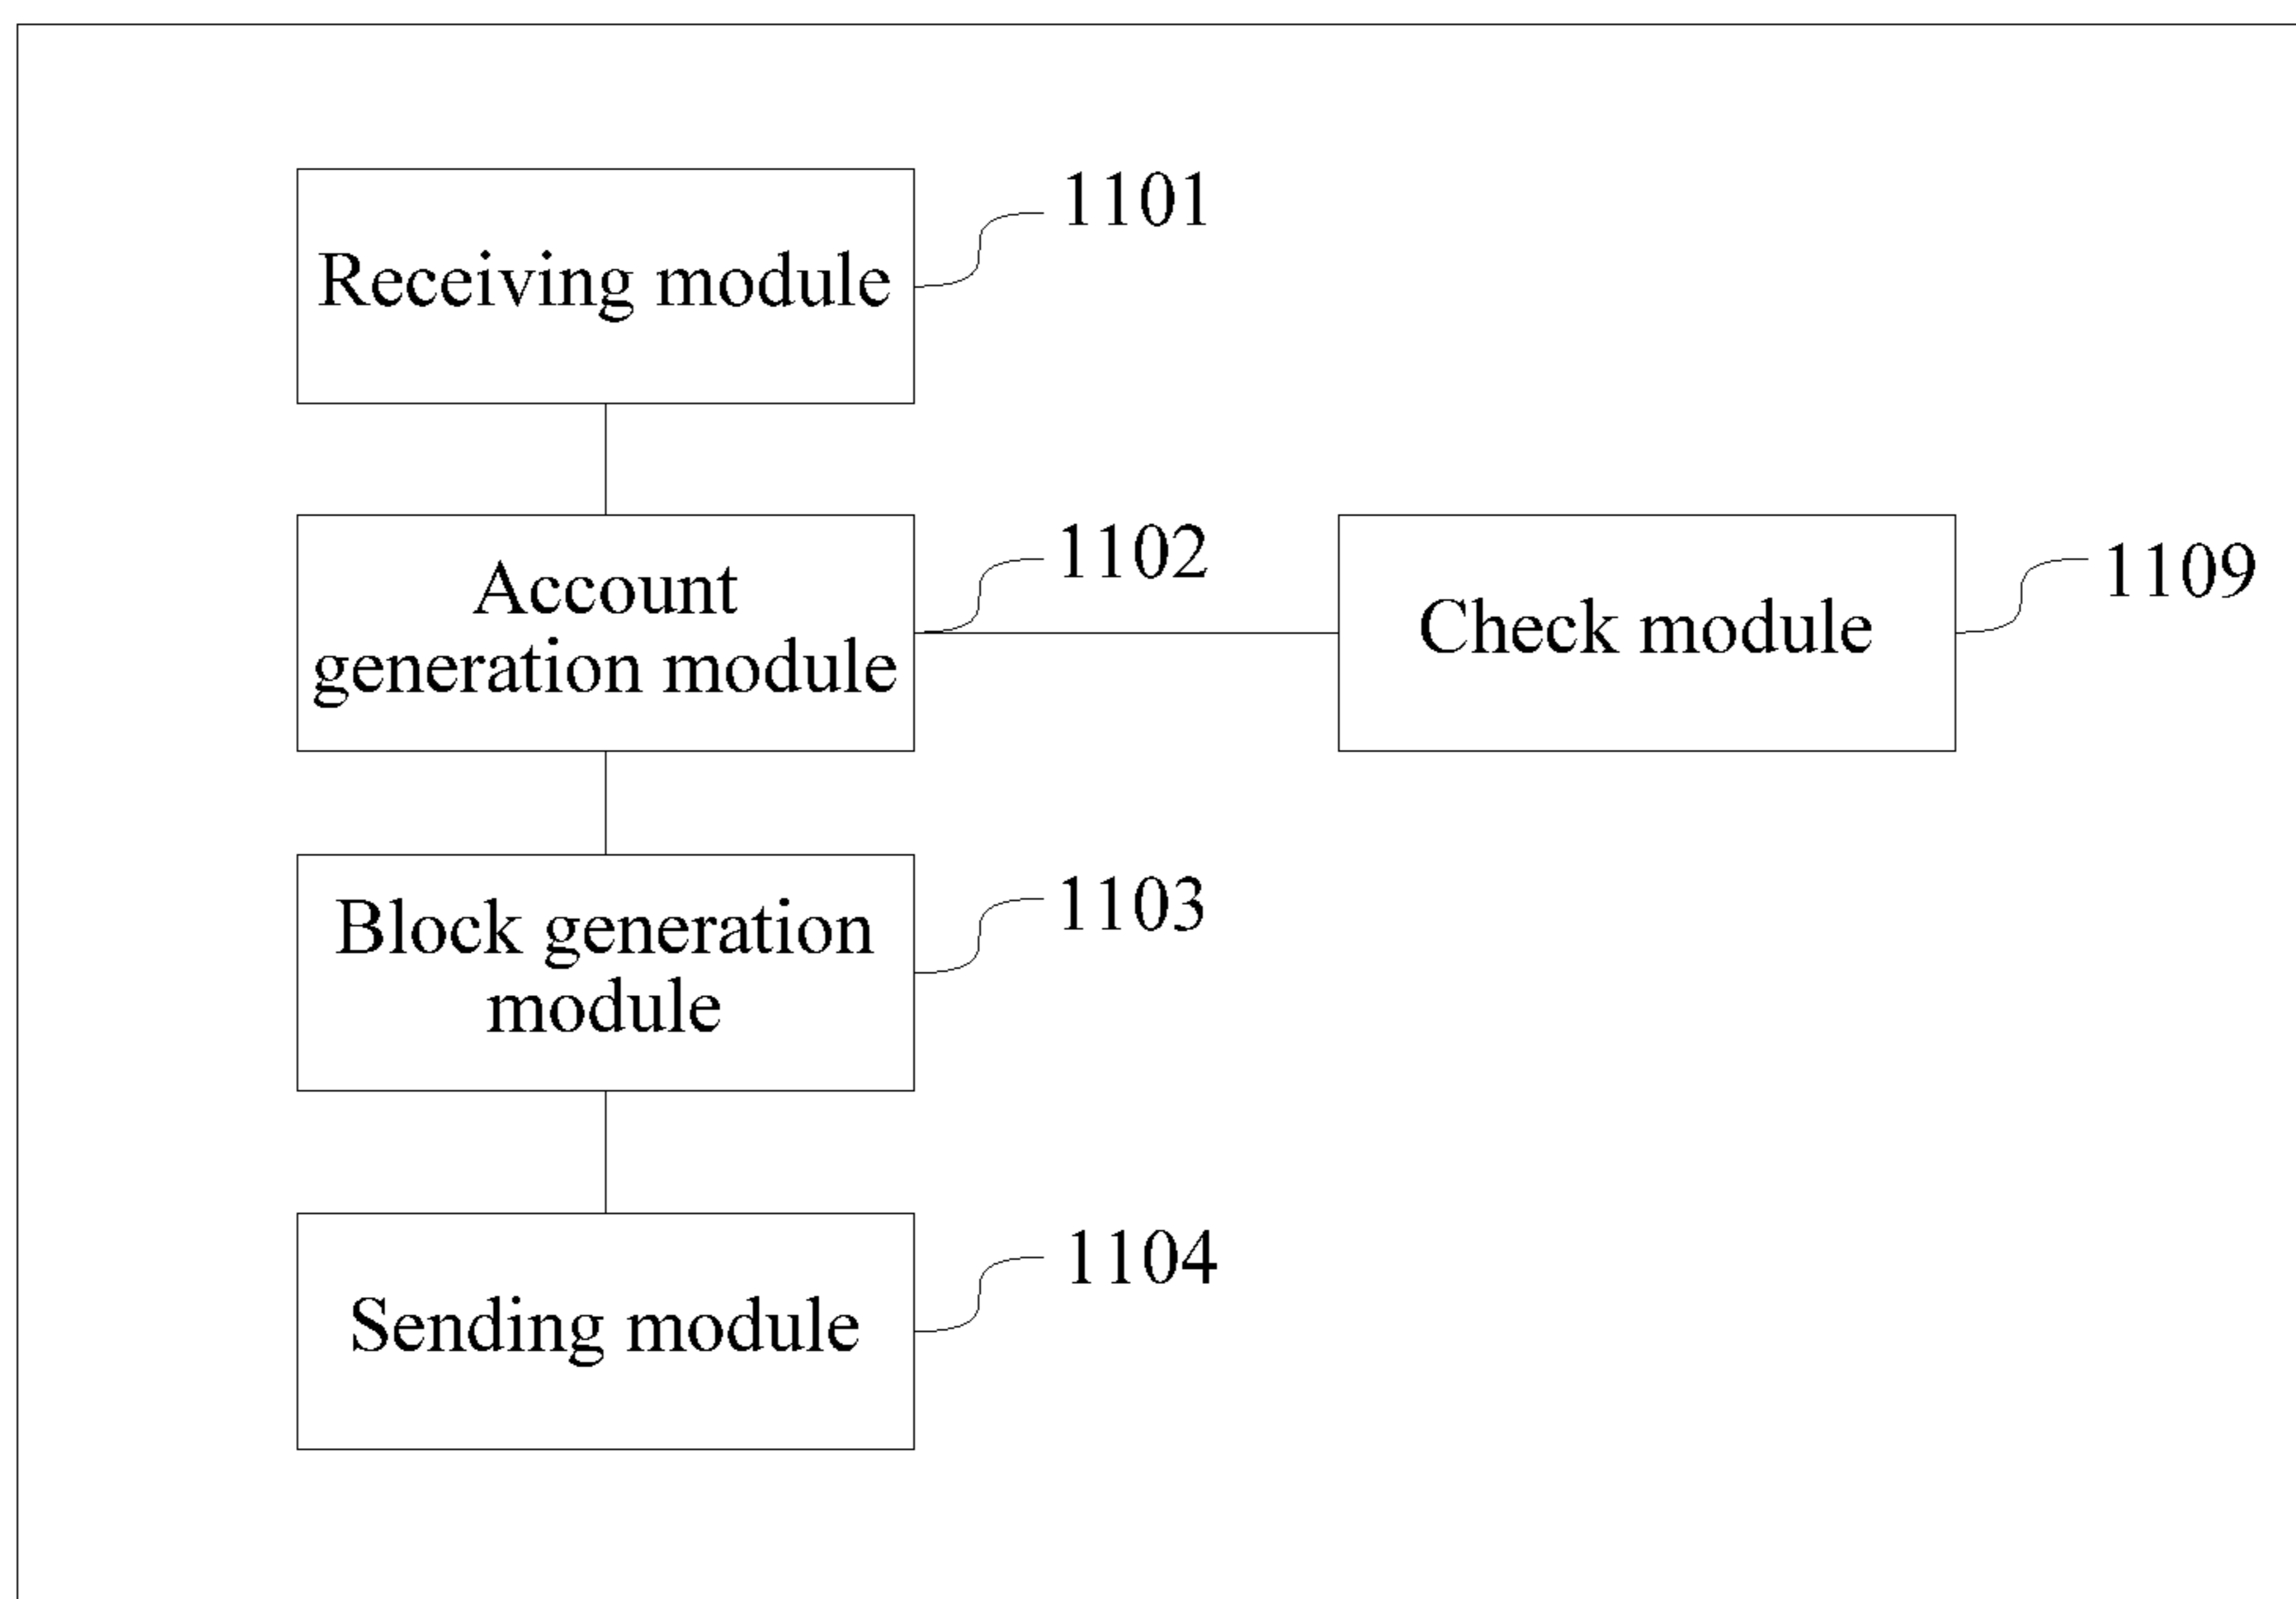 Receiving module
1101
Account
generation module
1102
Check module
1109
Block generation
module
1103
Sending module
1104